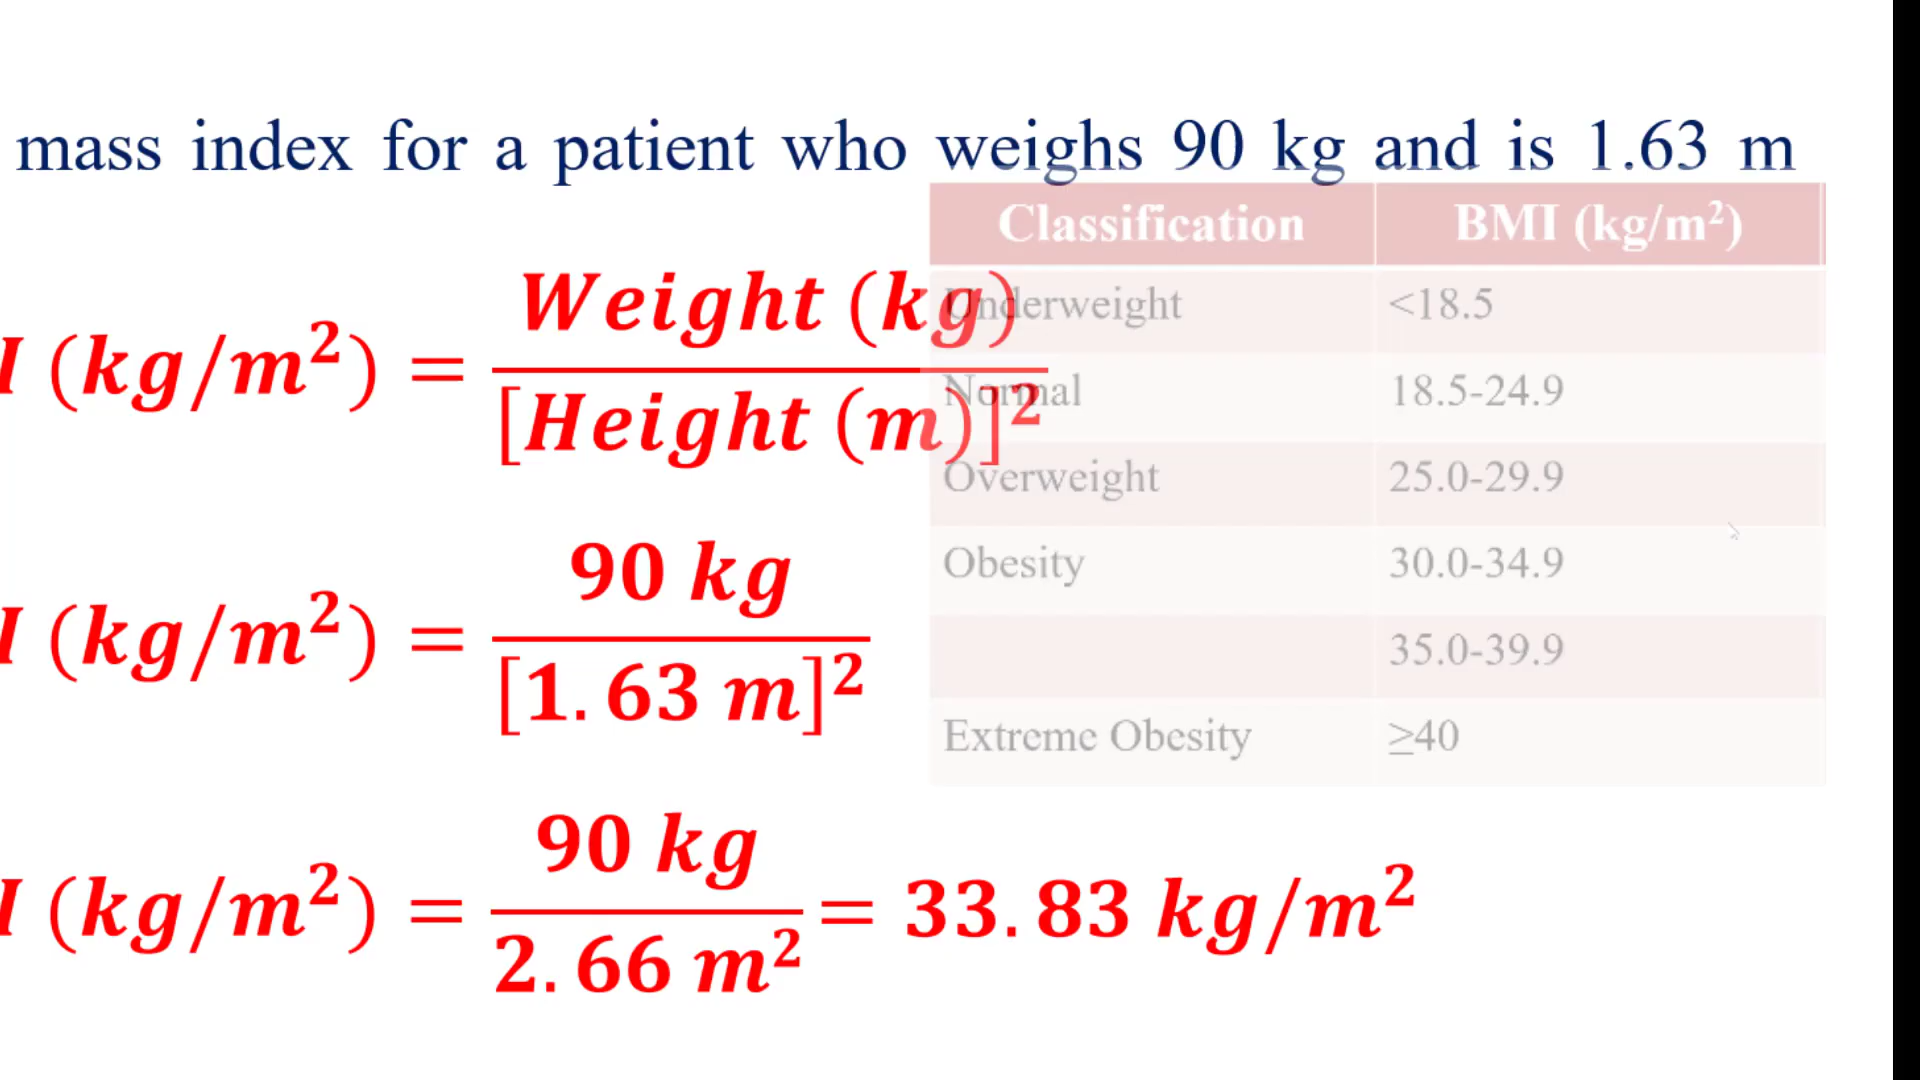 mass index for a patient who weighs 90 kg and is 1.63 m
I (kg/m²) = Weight (kg) / [Height (m)]²
I (kg/m²) = 90 kg / [1.63 m]²
I (kg/m²) = 90 kg / 2.66 m² = 33.83 kg/m²
Classification BMI (kg/m²)
Underweight <18.5
Normal 18.5-24.9
Overweight 25.0-29.9
Obesity 30.0-34.9
35.0-39.9
Extreme Obesity ≥40